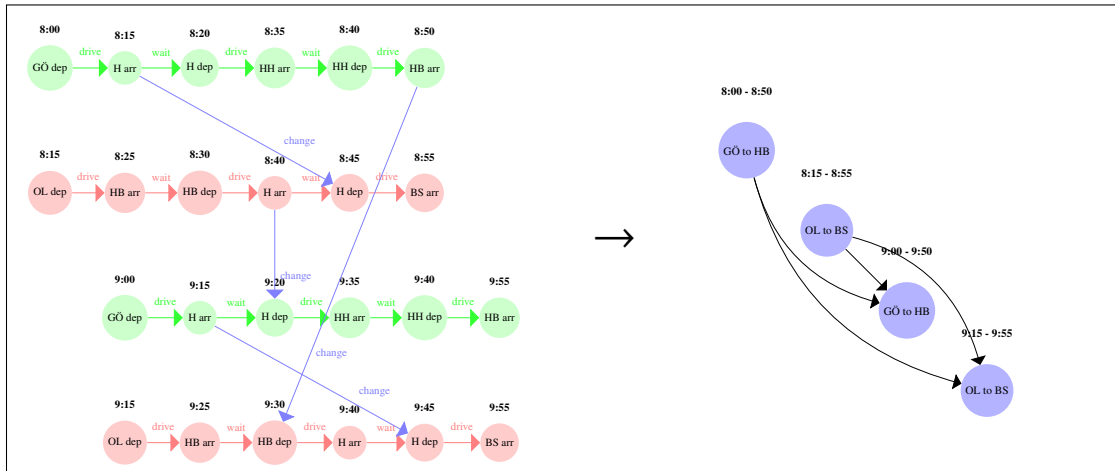 8:00 8:15 8:20 8:35 8:40 8:50
drive wait drive wait drive
GÖ dep H arr H dep HH arr HH dep HB arr
change
8:15 8:25 8:30 8:40 8:45 8:55
drive wait drive wait drive
OL dep HB arr HB dep H arr H dep BS arr
change
9:00 9:15 9:20 9:35 9:40 9:55
drive wait drive wait drive
GÖ dep H arr H dep HH arr HH dep HB arr
change
change
9:15 9:25 9:30 9:40 9:45 9:55
drive wait drive wait drive
OL dep HB arr HB dep H arr H dep BS arr
8:00 - 8:50
GÖ to HB
8:15 - 8:55
OL to BS
9:00 - 9:50
GÖ to HB
9:15 - 9:55
OL to BS